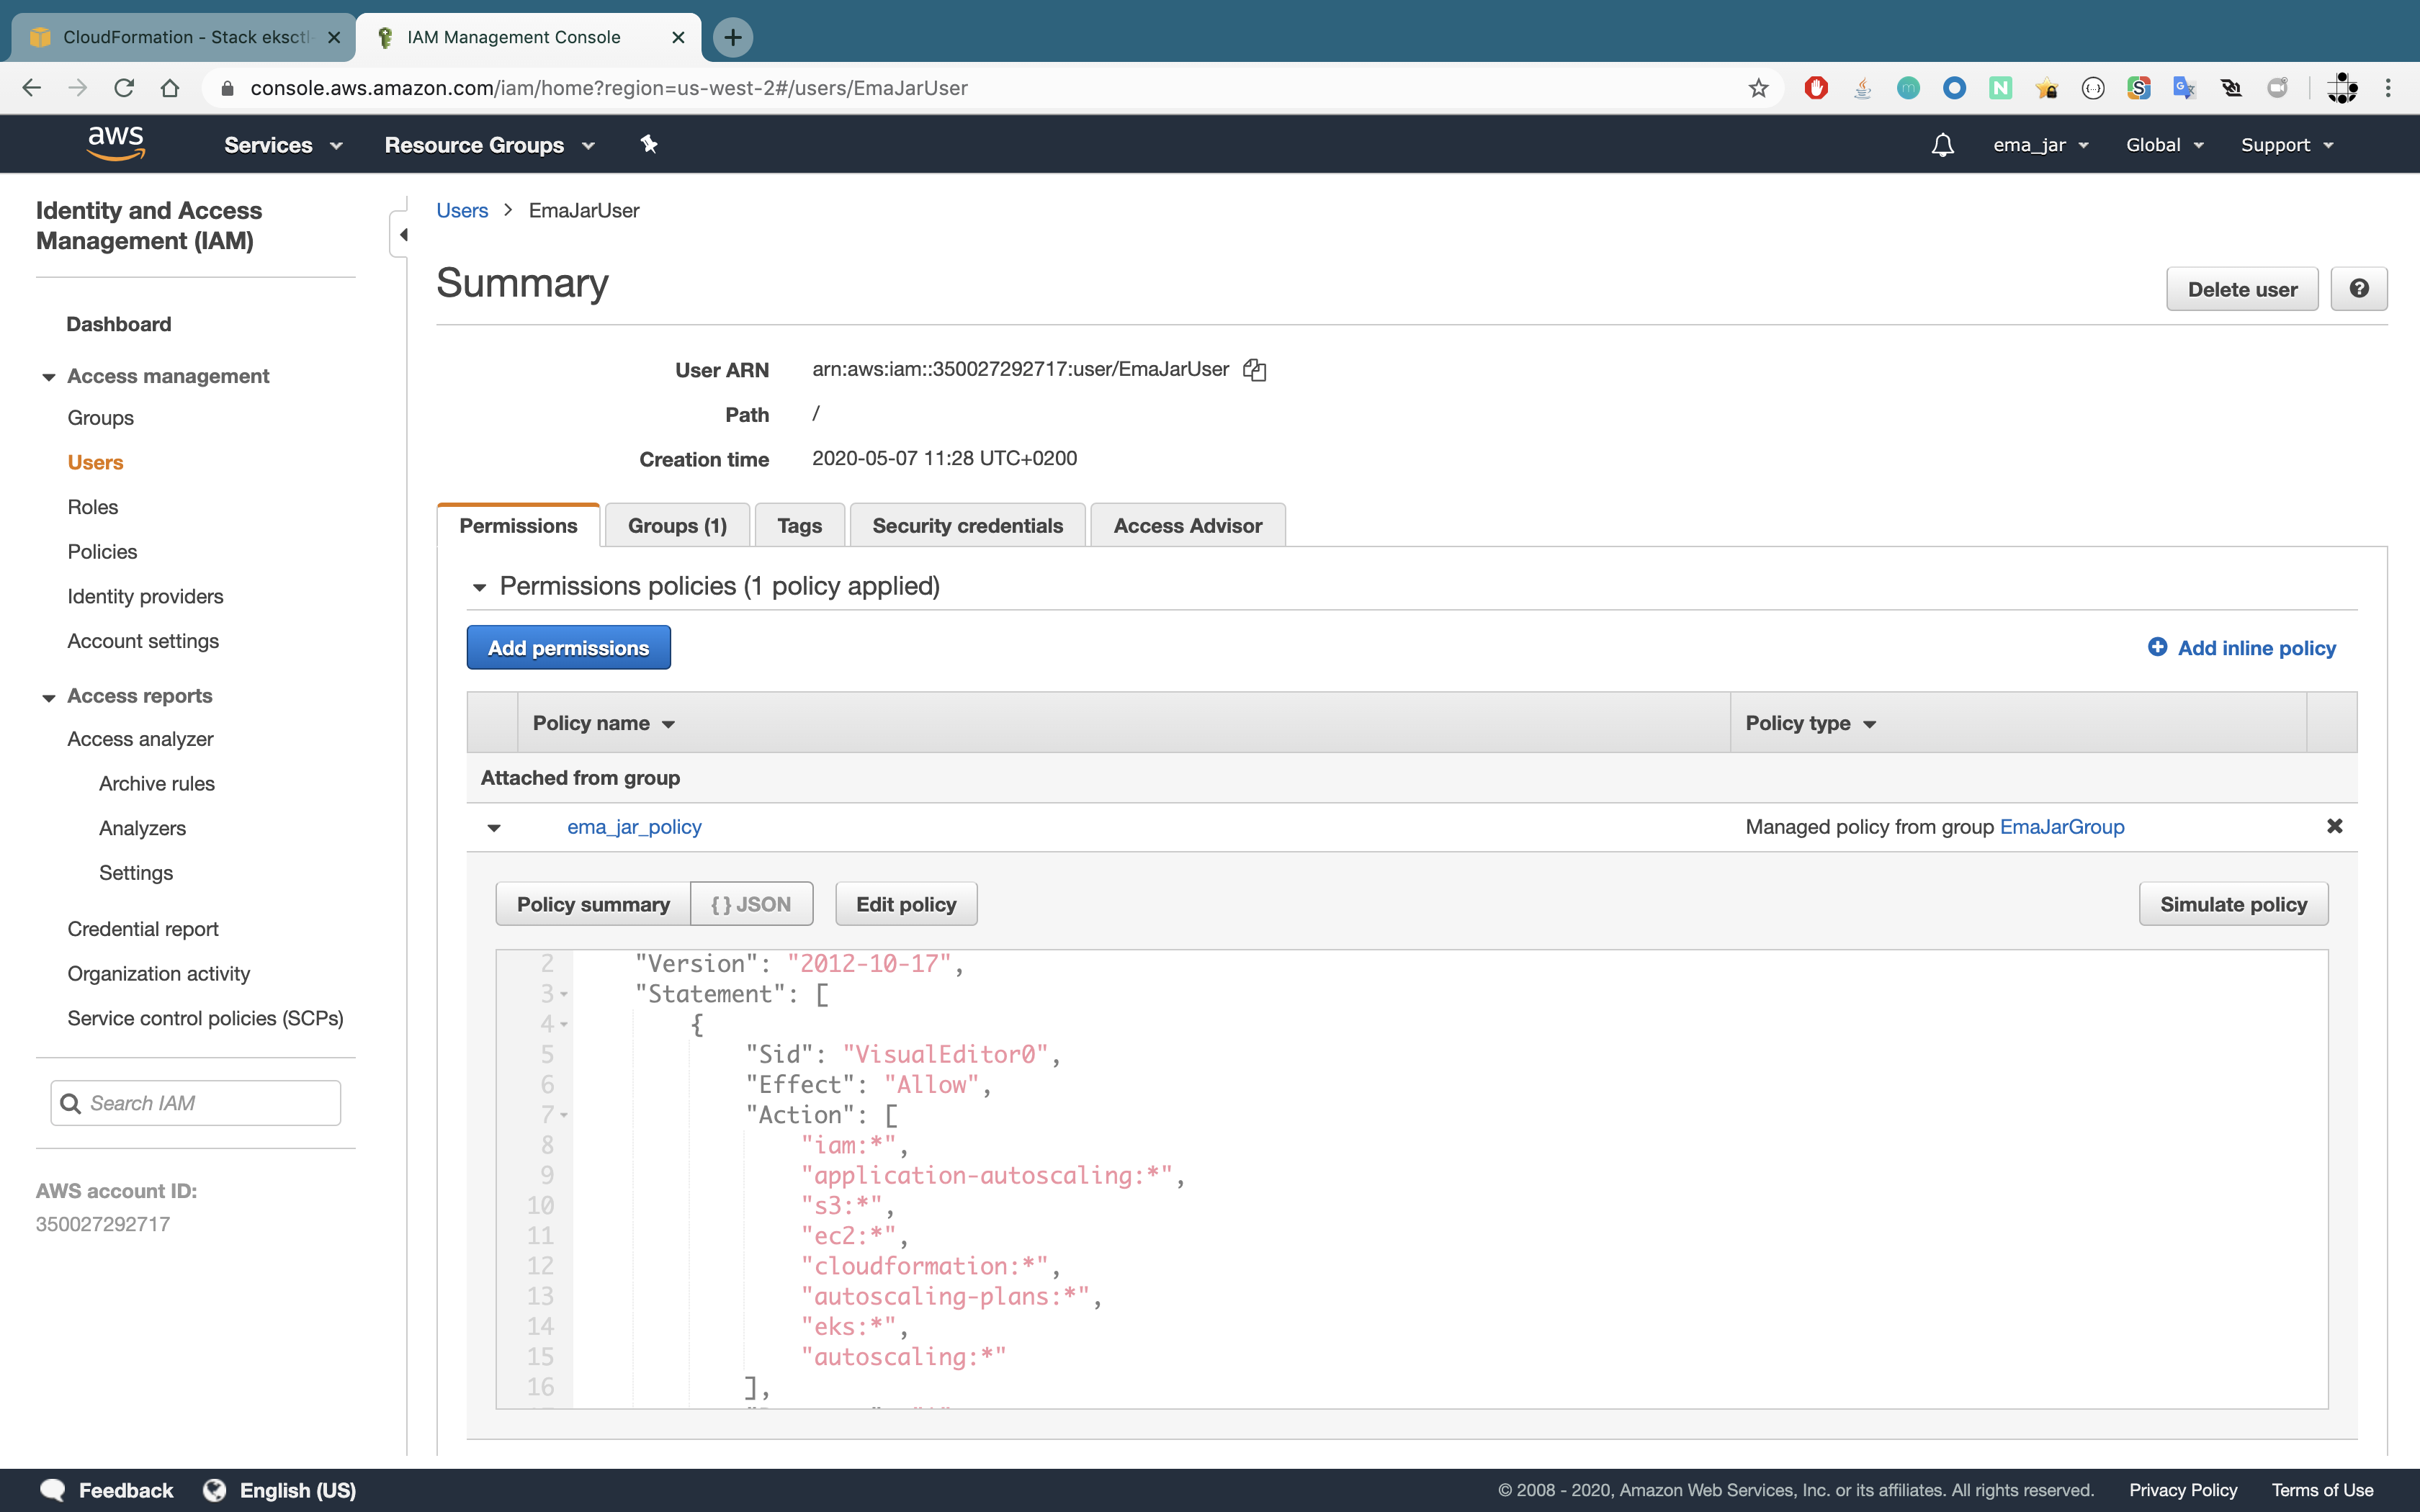 CloudFormation - Stack eksctl-
IAM Management Console
console.aws.amazon.com/iam/home?region=us-west-2#/users/EmaJarUser
aws
Services
Resource Groups
ema_jar
Global
Support
Identity and Access
Management (IAM)
Dashboard
Access management
Groups
Users
Roles
Policies
Identity providers
Account settings
Access reports
Access analyzer
Archive rules
Analyzers
Settings
Credential report
Organization activity
Service control policies (SCPs)
Search IAM
AWS account ID:
350027292717
Users > EmaJarUser
Summary
Delete user
User ARN arn:aws:iam::350027292717:user/EmaJarUser
Path /
Creation time 2020-05-07 11:28 UTC+0200
Permissions
Groups (1)
Tags
Security credentials
Access Advisor
Permissions policies (1 policy applied)
Add permissions
Add inline policy
Policy name
Policy type
Attached from group
ema_jar_policy
Managed policy from group EmaJarGroup
Policy summary
{ } JSON
Edit policy
Simulate policy
2 "Version": "2012-10-17",
3 "Statement": [
4 {
5 "Sid": "VisualEditor0",
6 "Effect": "Allow",
7 "Action": [
8 "iam:*",
9 "application-autoscaling:*",
10 "s3:*",
11 "ec2:*",
12 "cloudformation:*",
13 "autoscaling-plans:*",
14 "eks:*",
15 "autoscaling:*"
16 ],
Feedback
English (US)
© 2008 - 2020, Amazon Web Services, Inc. or its affiliates. All rights reserved.
Privacy Policy
Terms of Use